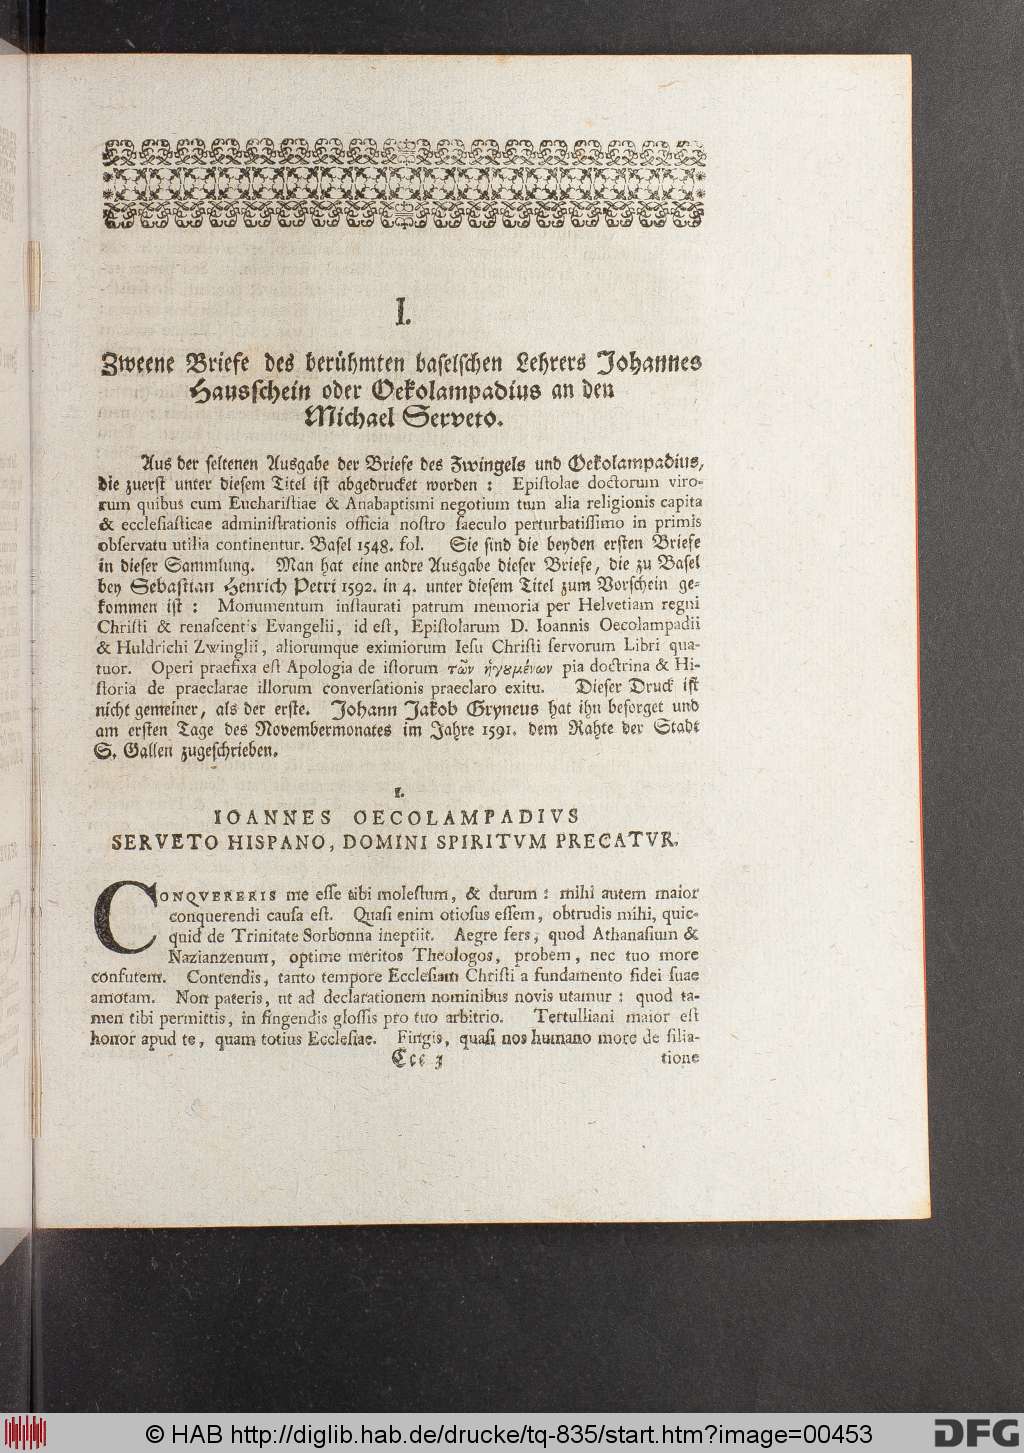 I.
Zweene Briefe des berühmten baselschen Lehrers Johannes
Hausschein oder Oekolampadius an den
Michael Serveto.
Aus der seltenen Ausgabe der Briefe des Zwingels und Oekolampadius,
die zuerst unter diesem Titel ist abgedrucket worden : Epistolae doctorum viro-
rum quibus cum Eucharistiae & Anabaptismi negotium tum alia religionis capita
& ecclesiasticae administrationis officia nostro saeculo perturbatissimo in primis
observatu utilia continentur. Basel 1548. fol. Sie sind die beyden ersten Briefe
in dieser Sammlung. Man hat eine andre Ausgabe dieser Briefe, die zu Basel
bey Sebastian Henrich Petri 1592. in 4. unter diesem Titel zum Vorschein ge-
kommen ist : Monumentum instaurati patrum memoria per Helvetiam regni
Christi & renascentis Evangelii, id est, Epistolarum D. Ioannis Oecolampadii
& Huldrichi Zwinglii, aliorumque eximiorum Iesu Christi servorum Libri qua-
tuor. Operi praefixa est Apologia de istorum τῶν ἡγουμένων pia doctrina & Hi-
storia de praeclarae illorum conversationis praeclaro exitu. Dieser Druck ist
nicht gemeiner, als der erste. Johann Jakob Gryneus hat ihn besorget und
am ersten Tage des Novembermonates im Jahre 1591. dem Rahte der Stadt
S. Gallen zugeschrieben.
1.
IOANNES OECOLAMPADIVS
SERVETO HISPANO, DOMINI SPIRITVM PRECATVR.
CONQVERERIS me esse tibi molestum, & durum : mihi autem maior
conquerendi causa est. Quasi enim otiosus essem, obtrudis mihi, quic-
quid de Trinitate Sorbonna ineptiit. Aegre fers, quod Athanasium &
Nazianzenum, optime meritos Theologos, probem, nec tuo more
confutem. Contendis, tanto tempore Ecclesiam Christi a fundamento fidei suae
amotam. Non pateris, ut ad declarationem nominibus novis utamur : quod ta-
men tibi permittis, in fingendis glossis pro tuo arbitrio. Tertulliani maior est
honor apud te, quam totius Ecclesiae. Fingis, quasi nos humano more de filia-
Ccc 3 tione
© HAB http://diglib.hab.de/drucke/tq-835/start.htm?image=00453
DFG